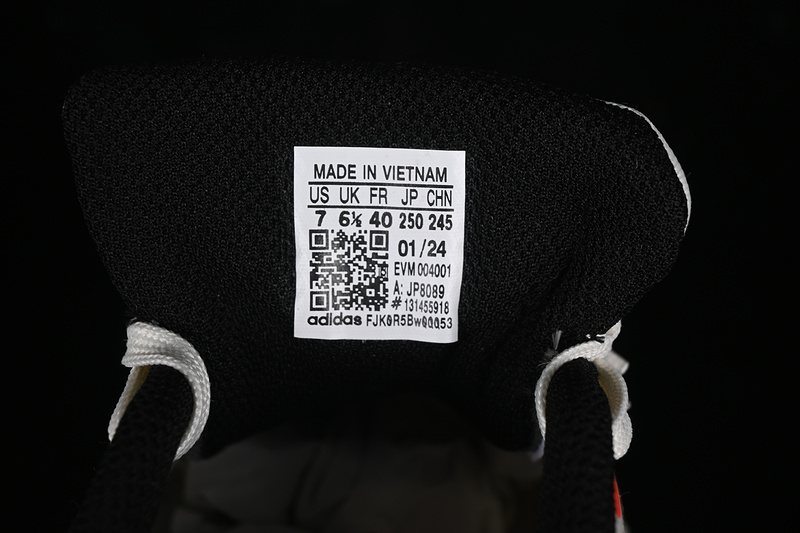 MADE IN VIETNAM
US UK FR JP CHN
7 6½ 40 250 245
01/24
EVM 004001
A: JP8089
# 131455918
adidas FJK0R5Bw00053